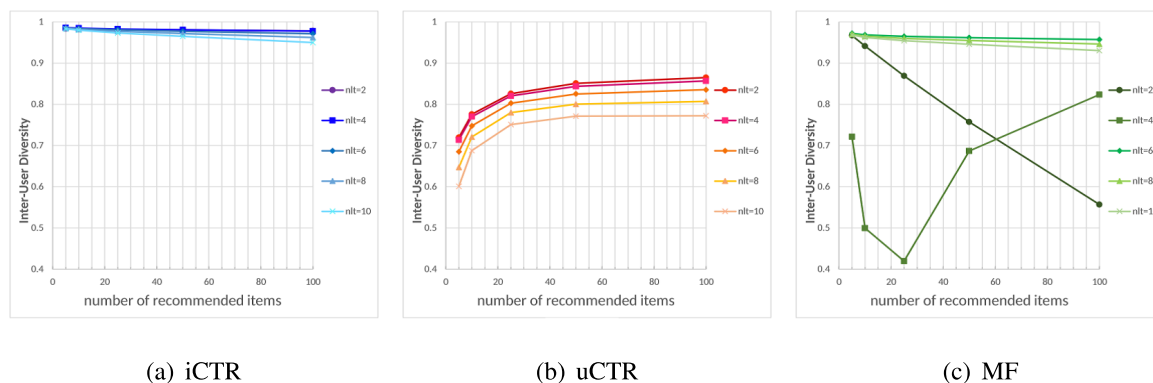 1
0.9
0.8
0.7
0.6
0.5
0.4
Inter-User Diversity
0 20 40 60 80 100
number of recommended items
nlt=2
nlt=4
nlt=6
nlt=8
nlt=10
(a) iCTR
1
0.9
0.8
0.7
0.6
0.5
0.4
Inter-User Diversity
0 20 40 60 80 100
number of recommended items
nlt=2
nlt=4
nlt=6
nlt=8
nlt=10
(b) uCTR
1
0.9
0.8
0.7
0.6
0.5
0.4
Inter-User Diversity
0 20 40 60 80 100
number of recommended items
nlt=2
nlt=4
nlt=6
nlt=8
nlt=1
(c) MF